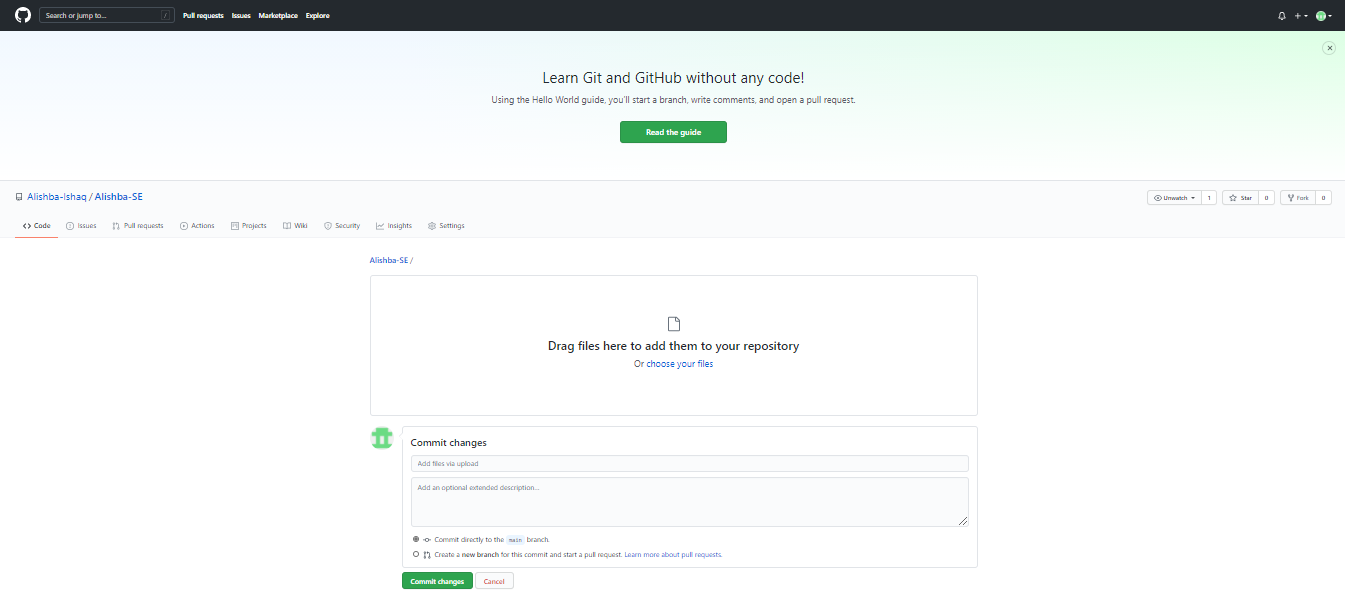 Search or jump to... /
Pull requests Issues Marketplace Explore
Learn Git and GitHub without any code!
Using the Hello World guide, you'll start a branch, write comments, and open a pull request.
Read the guide
Alishba-Ishaq / Alishba-SE
Unwatch 1 Star 0 Fork 0
Code Issues Pull requests Actions Projects Wiki Security Insights Settings
Alishba-SE /
Drag files here to add them to your repository
Or choose your files
Commit changes
Add files via upload
Add an optional extended description...
Commit directly to the main branch.
Create a new branch for this commit and start a pull request. Learn more about pull requests.
Commit changes Cancel